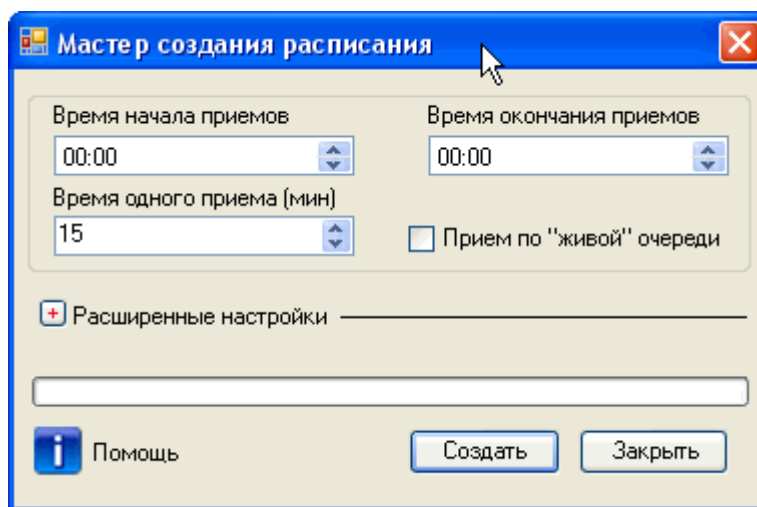 Мастер создания расписания
Время начала приемов
Время окончания приемов
00:00
00:00
Время одного приема (мин)
15
Прием по "живой" очереди
Расширенные настройки
Помощь
Создать
Закрыть